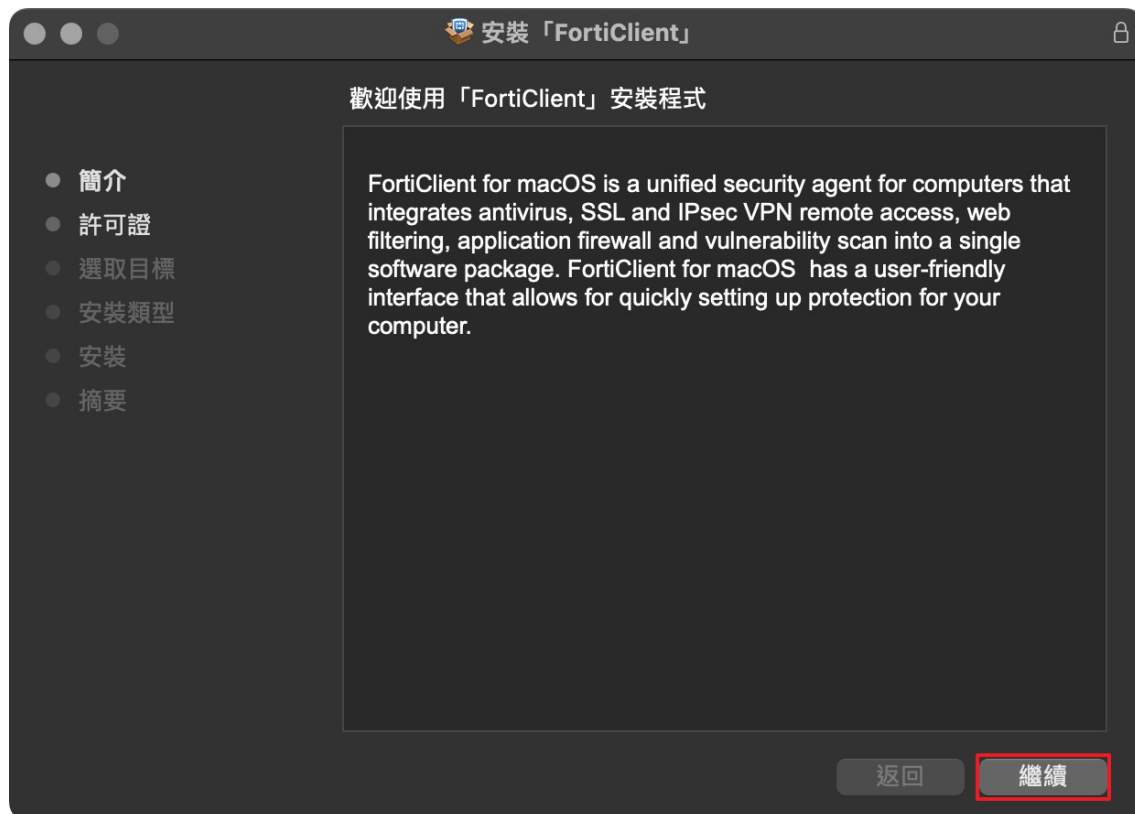 安裝「FortiClient」
歡迎使用「FortiClient」安裝程式
簡介
許可證
選取目標
安裝類型
安裝
摘要
FortiClient for macOS is a unified security agent for computers that
integrates antivirus, SSL and IPsec VPN remote access, web
filtering, application firewall and vulnerability scan into a single
software package. FortiClient for macOS  has a user-friendly
interface that allows for quickly setting up protection for your
computer.
返回
繼續